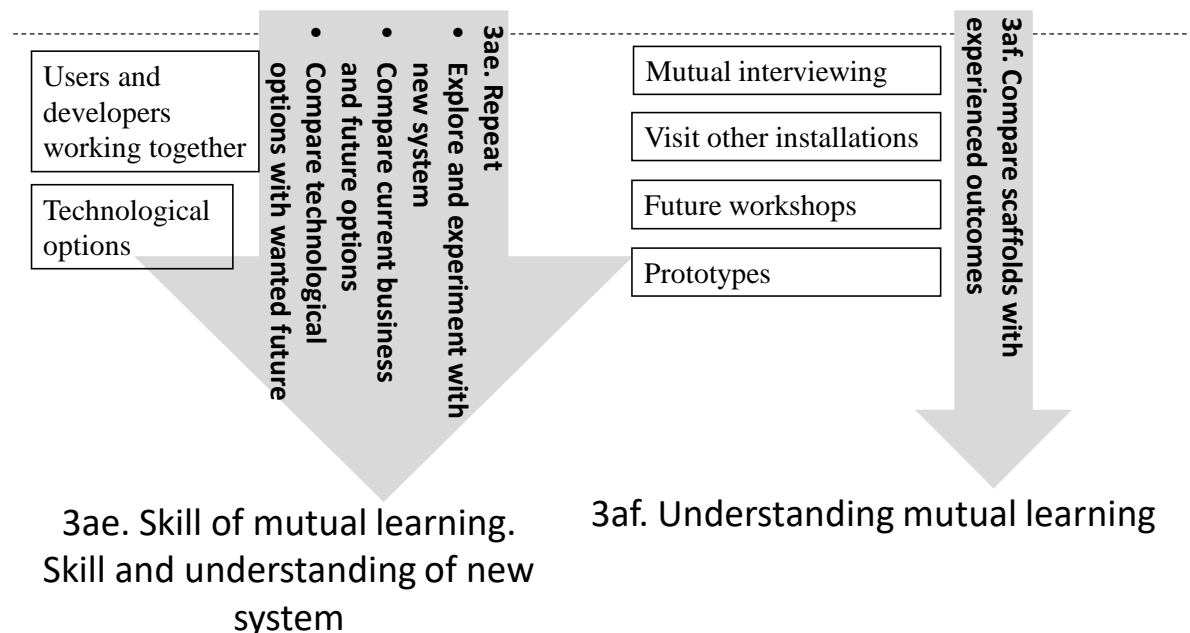 Users and
developers
working together
Technological
options
3ae. Repeat
• Explore and experiment with
new system
• Compare current business
and future options
• Compare technological
options with wanted future
Mutual interviewing
Visit other installations
Future workshops
Prototypes
3af. Compare scaffolds with
experienced outcomes
3ae. Skill of mutual learning.
Skill and understanding of new
system
3af. Understanding mutual learning